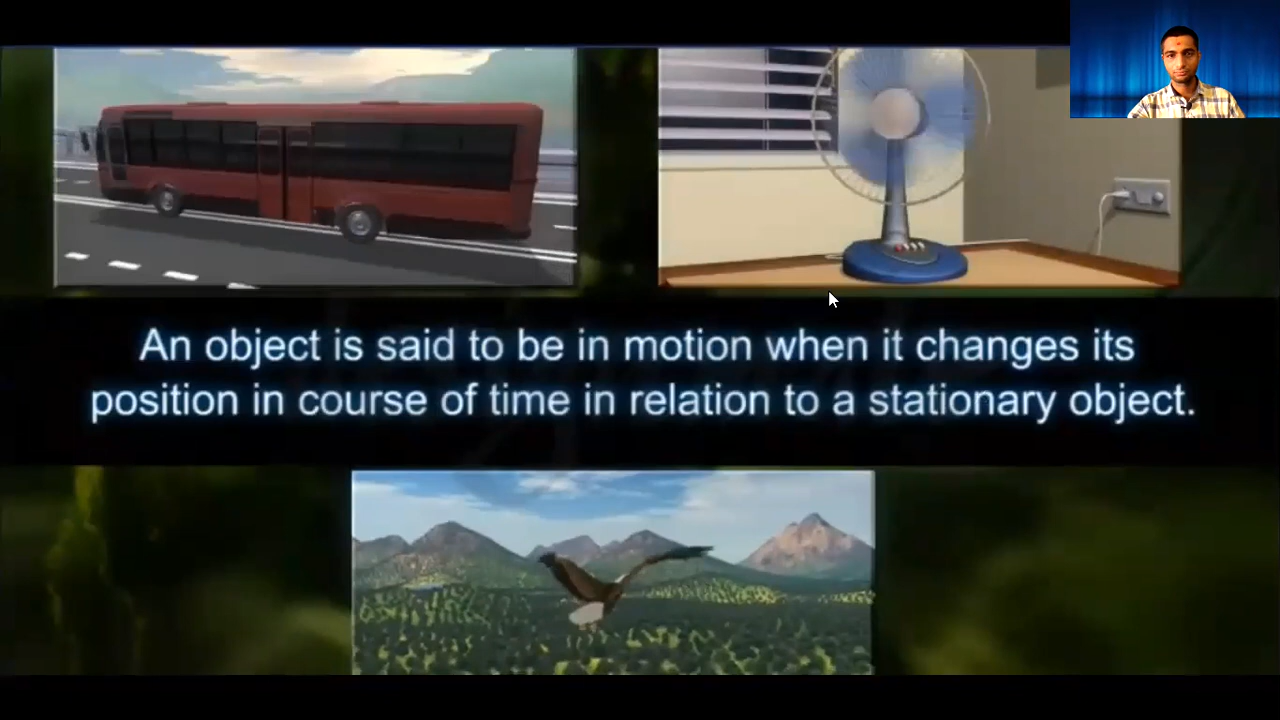 An object is said to be in motion when it changes its
position in course of time in relation to a stationary object.